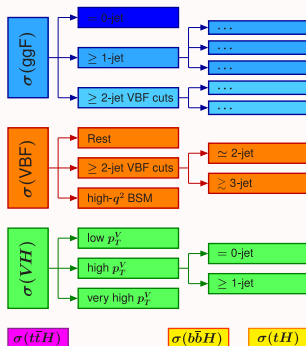 σ(ggF)
≥ 1-jet
≥ 2-jet VBF cuts
...
...
...
...
...
σ(VBF)
Rest
≥ 2-jet VBF cuts
high-q² BSM
≃ 2-jet
≳ 3-jet
σ(VH)
low p_T^V
high p_T^V
very high p_T^V
= 0-jet
≥ 1-jet
σ(tt̄H)
σ(bb̄H)
σ(tH)